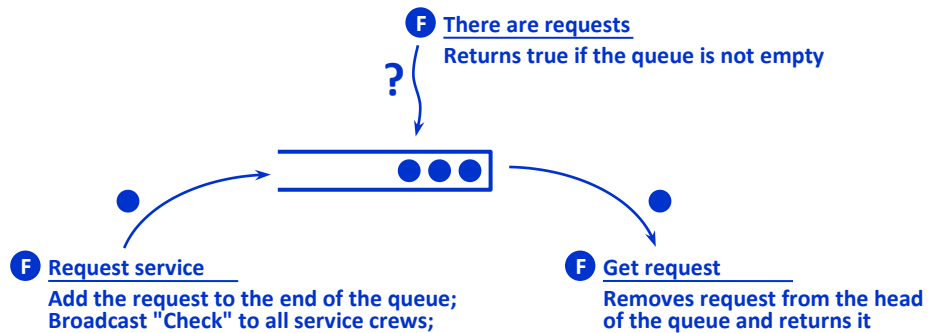 F There are requests
Returns true if the queue is not empty
?
F Request service
Add the request to the end of the queue;
Broadcast "Check" to all service crews;
F Get request
Removes request from the head
of the queue and returns it